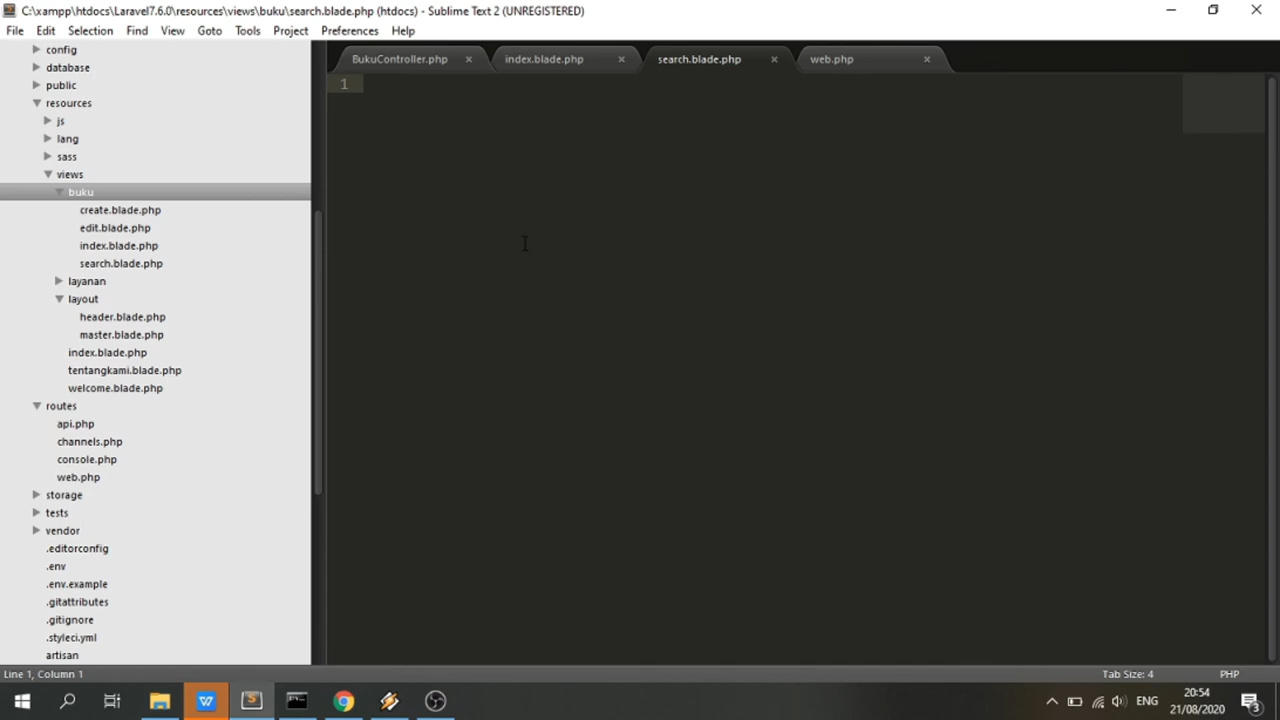 C:\xampp\htdocs\Laravel7.6.0\resources\views\buku\search.blade.php (htdocs) - Sublime Text 2 (UNREGISTERED)
File Edit Selection Find View Goto Tools Project Preferences Help
config
database
public
resources
js
lang
sass
views
buku
create.blade.php
edit.blade.php
index.blade.php
search.blade.php
layanan
layout
header.blade.php
master.blade.php
index.blade.php
tentangkami.blade.php
welcome.blade.php
routes
api.php
channels.php
console.php
web.php
storage
tests
vendor
.editorconfig
.env
.env.example
.gitattributes
.gitignore
.styleci.yml
artisan
BukuController.php index.blade.php search.blade.php web.php
1
Line 1, Column 1 Tab Size: 4 PHP
ENG
20:54
21/08/2020
3